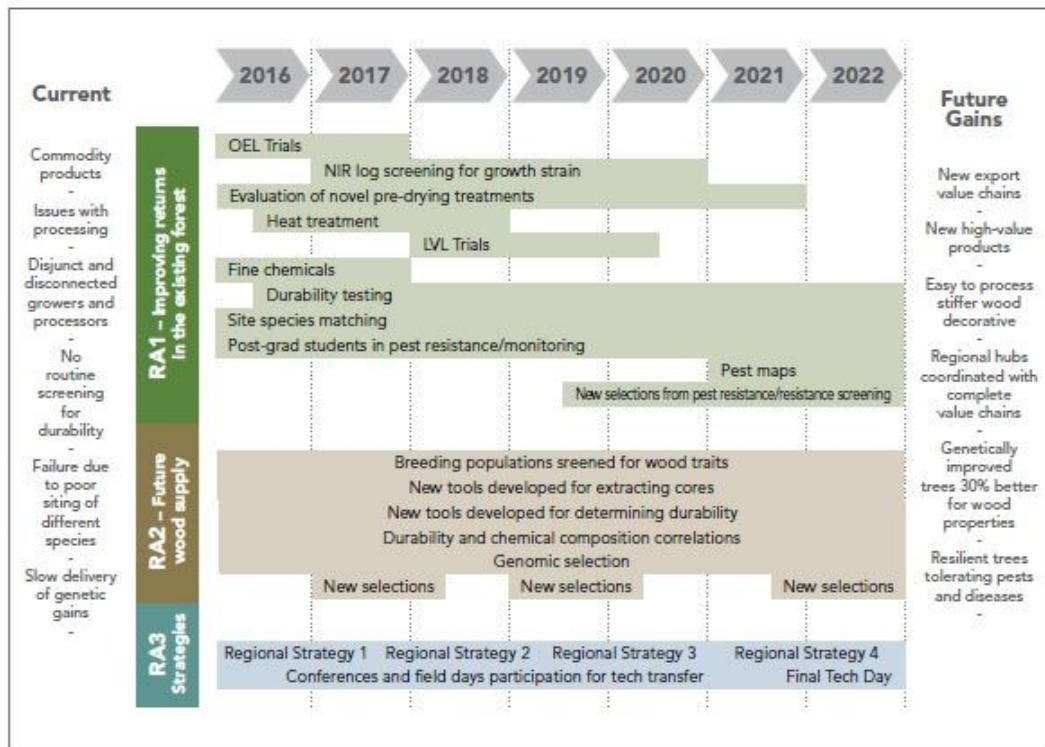 2016 2017 2018 2019 2020 2021 2022
Current
Commodity
products
-
Issues with
processing
-
Disjunct and
disconnected
growers and
processors
-
No
routine
screening
for
durability
-
Failure due
to poor
siting of
different
species
-
Slow delivery
of genetic
gains
-
RA1 – Improving returns
in the existing forest
OEL Trials
NIR log screening for growth strain
Evaluation of novel pre-drying treatments
Heat treatment
LVL Trials
Fine chemicals
Durability testing
Site species matching
Post-grad students in pest resistance/monitoring
Pest maps
New selections from pest resistance/resistance screening
RA2 – Future
wood supply
Breeding populations sreened for wood traits
New tools developed for extracting cores
New tools developed for determining durability
Durability and chemical composition correlations
Genomic selection
New selections New selections New selections
RA3
Strategies
Regional Strategy 1 Regional Strategy 2 Regional Strategy 3 Regional Strategy 4
Conferences and field days participation for tech transfer Final Tech Day
Future
Gains
New export
value chains
-
New high-value
products
-
Easy to process
stiffer wood
decorative
-
Regional hubs
coordinated with
complete
value chains
-
Genetically
improved
trees 30% better
for wood
properties
-
Resilient trees
tolerating pests
and diseases
-